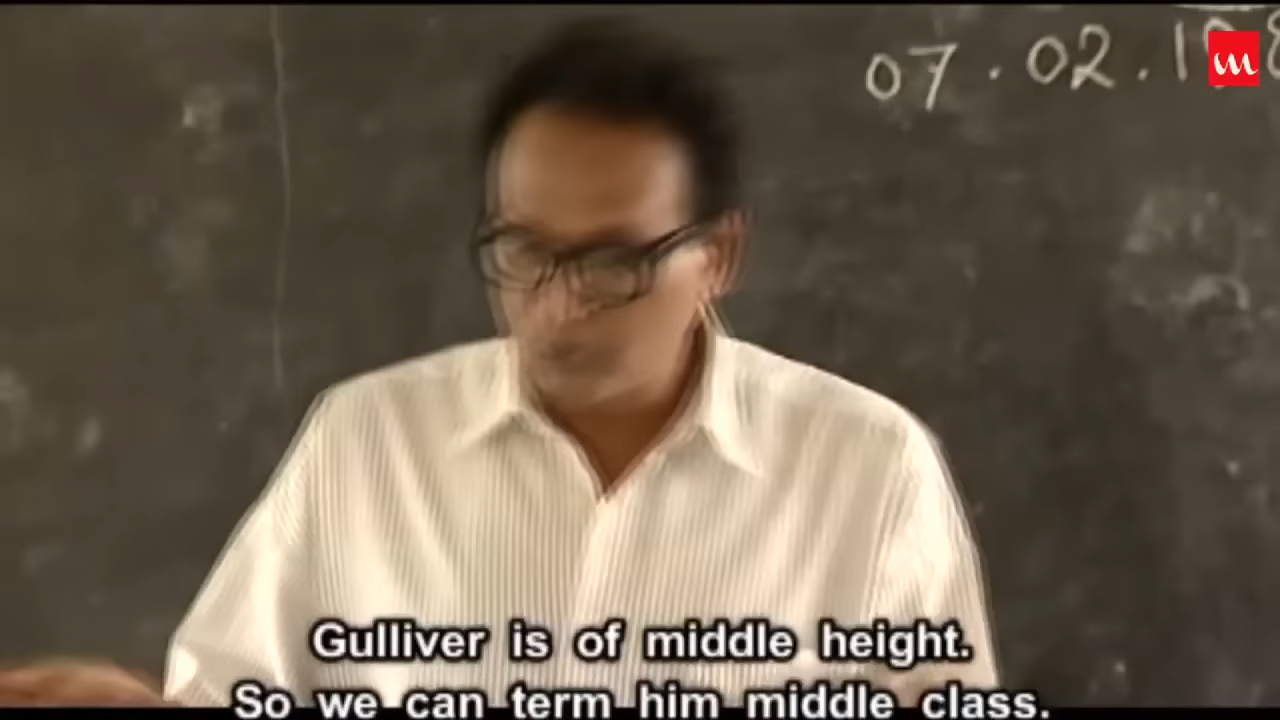 07.02.1
Gulliver is of middle height.
So we can term him middle class.